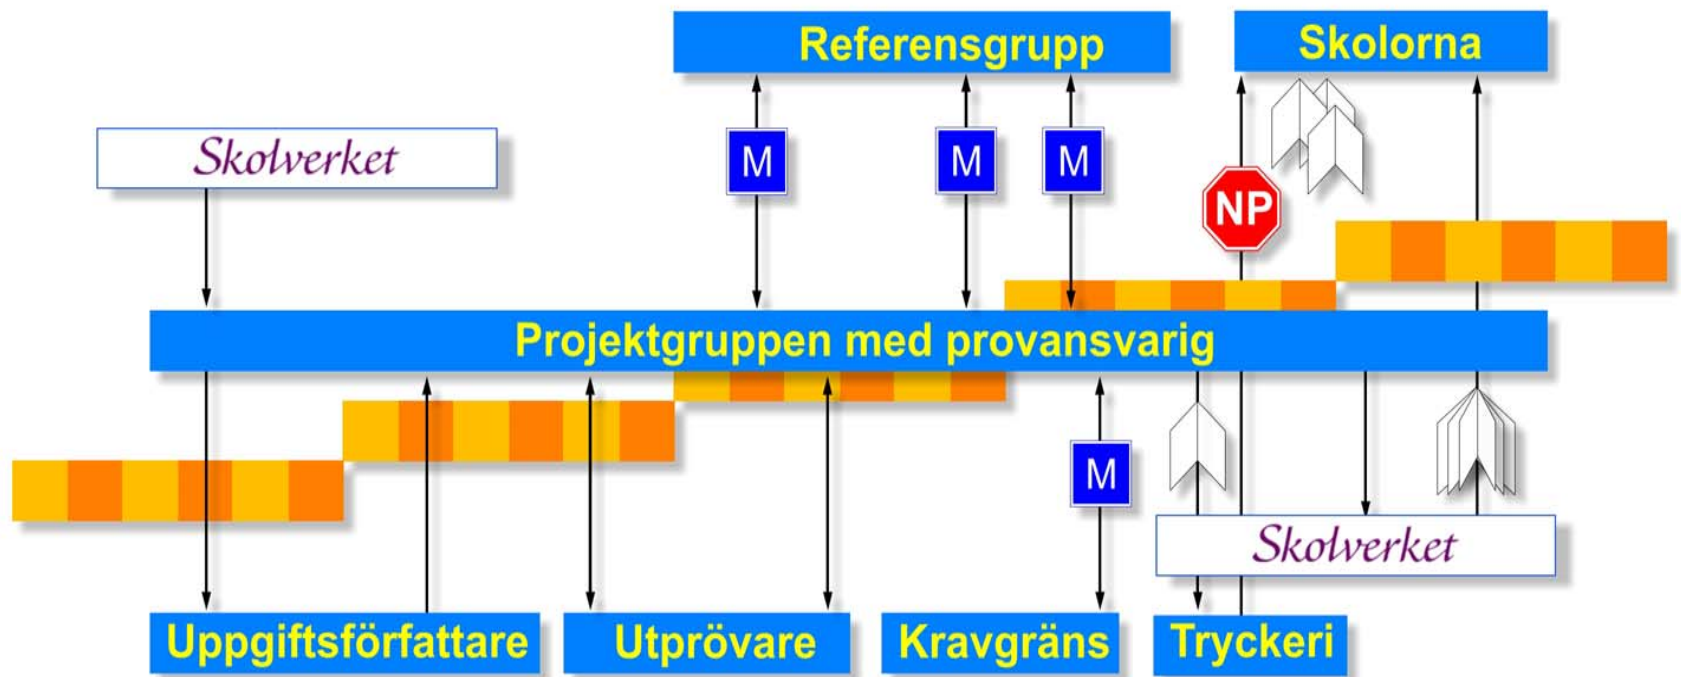 Referensgrupp
Skolorna
Skolverket
M
M
M
NP
Projektgruppen med provansvarig
M
Skolverket
Uppgiftsförfattare
Utprövare
Kravgräns
Tryckeri